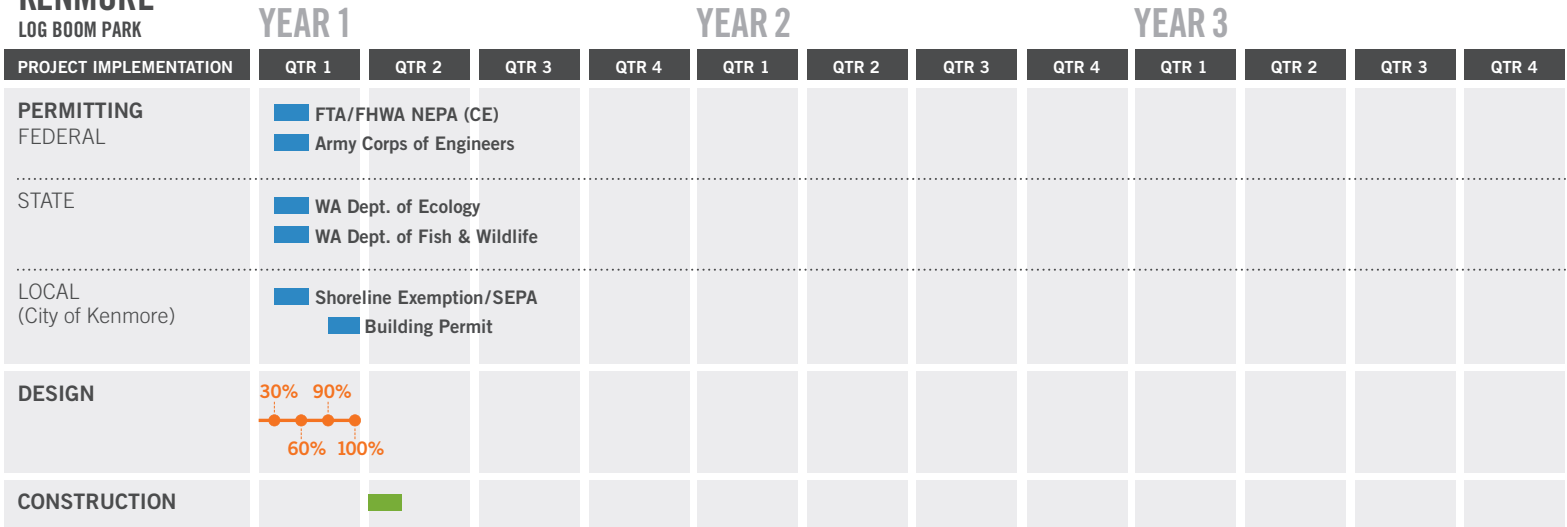 KENMORE
LOG BOOM PARK
YEAR 1 YEAR 2 YEAR 3
PROJECT IMPLEMENTATION QTR 1 QTR 2 QTR 3 QTR 4 QTR 1 QTR 2 QTR 3 QTR 4 QTR 1 QTR 2 QTR 3 QTR 4
PERMITTING
FEDERAL
FTA/FHWA NEPA (CE)
Army Corps of Engineers
STATE
WA Dept. of Ecology
WA Dept. of Fish & Wildlife
LOCAL
(City of Kenmore)
Shoreline Exemption/SEPA
Building Permit
DESIGN
30% 90%
60% 100%
CONSTRUCTION